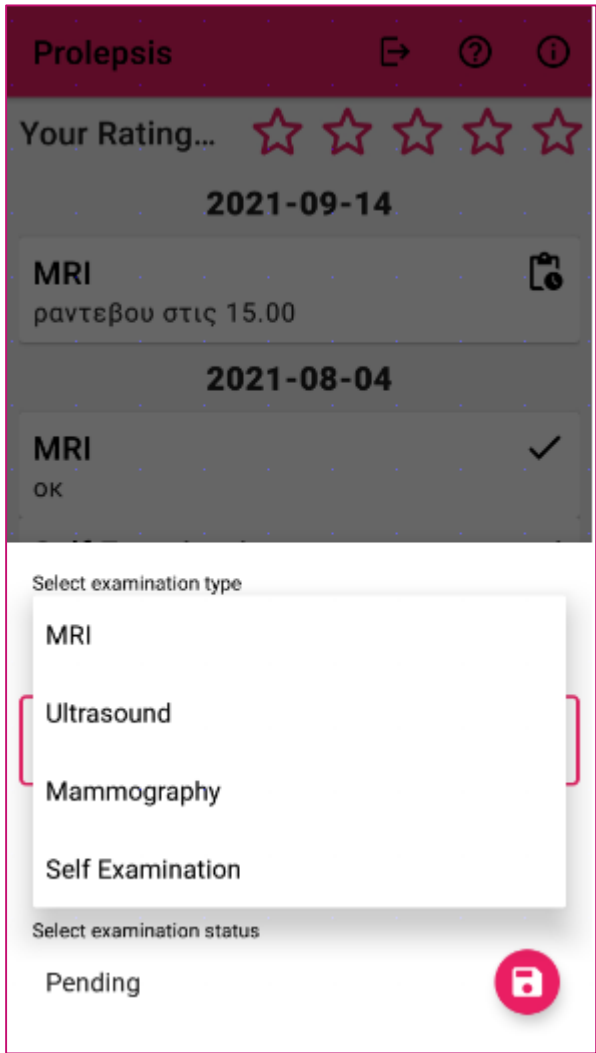 Prolepsis
Your Rating...
2021-09-14
MRI
ραντεβου στις 15.00
2021-08-04
MRI
οκ
Select examination type
MRI
Ultrasound
Mammography
Self Examination
Select examination status
Pending